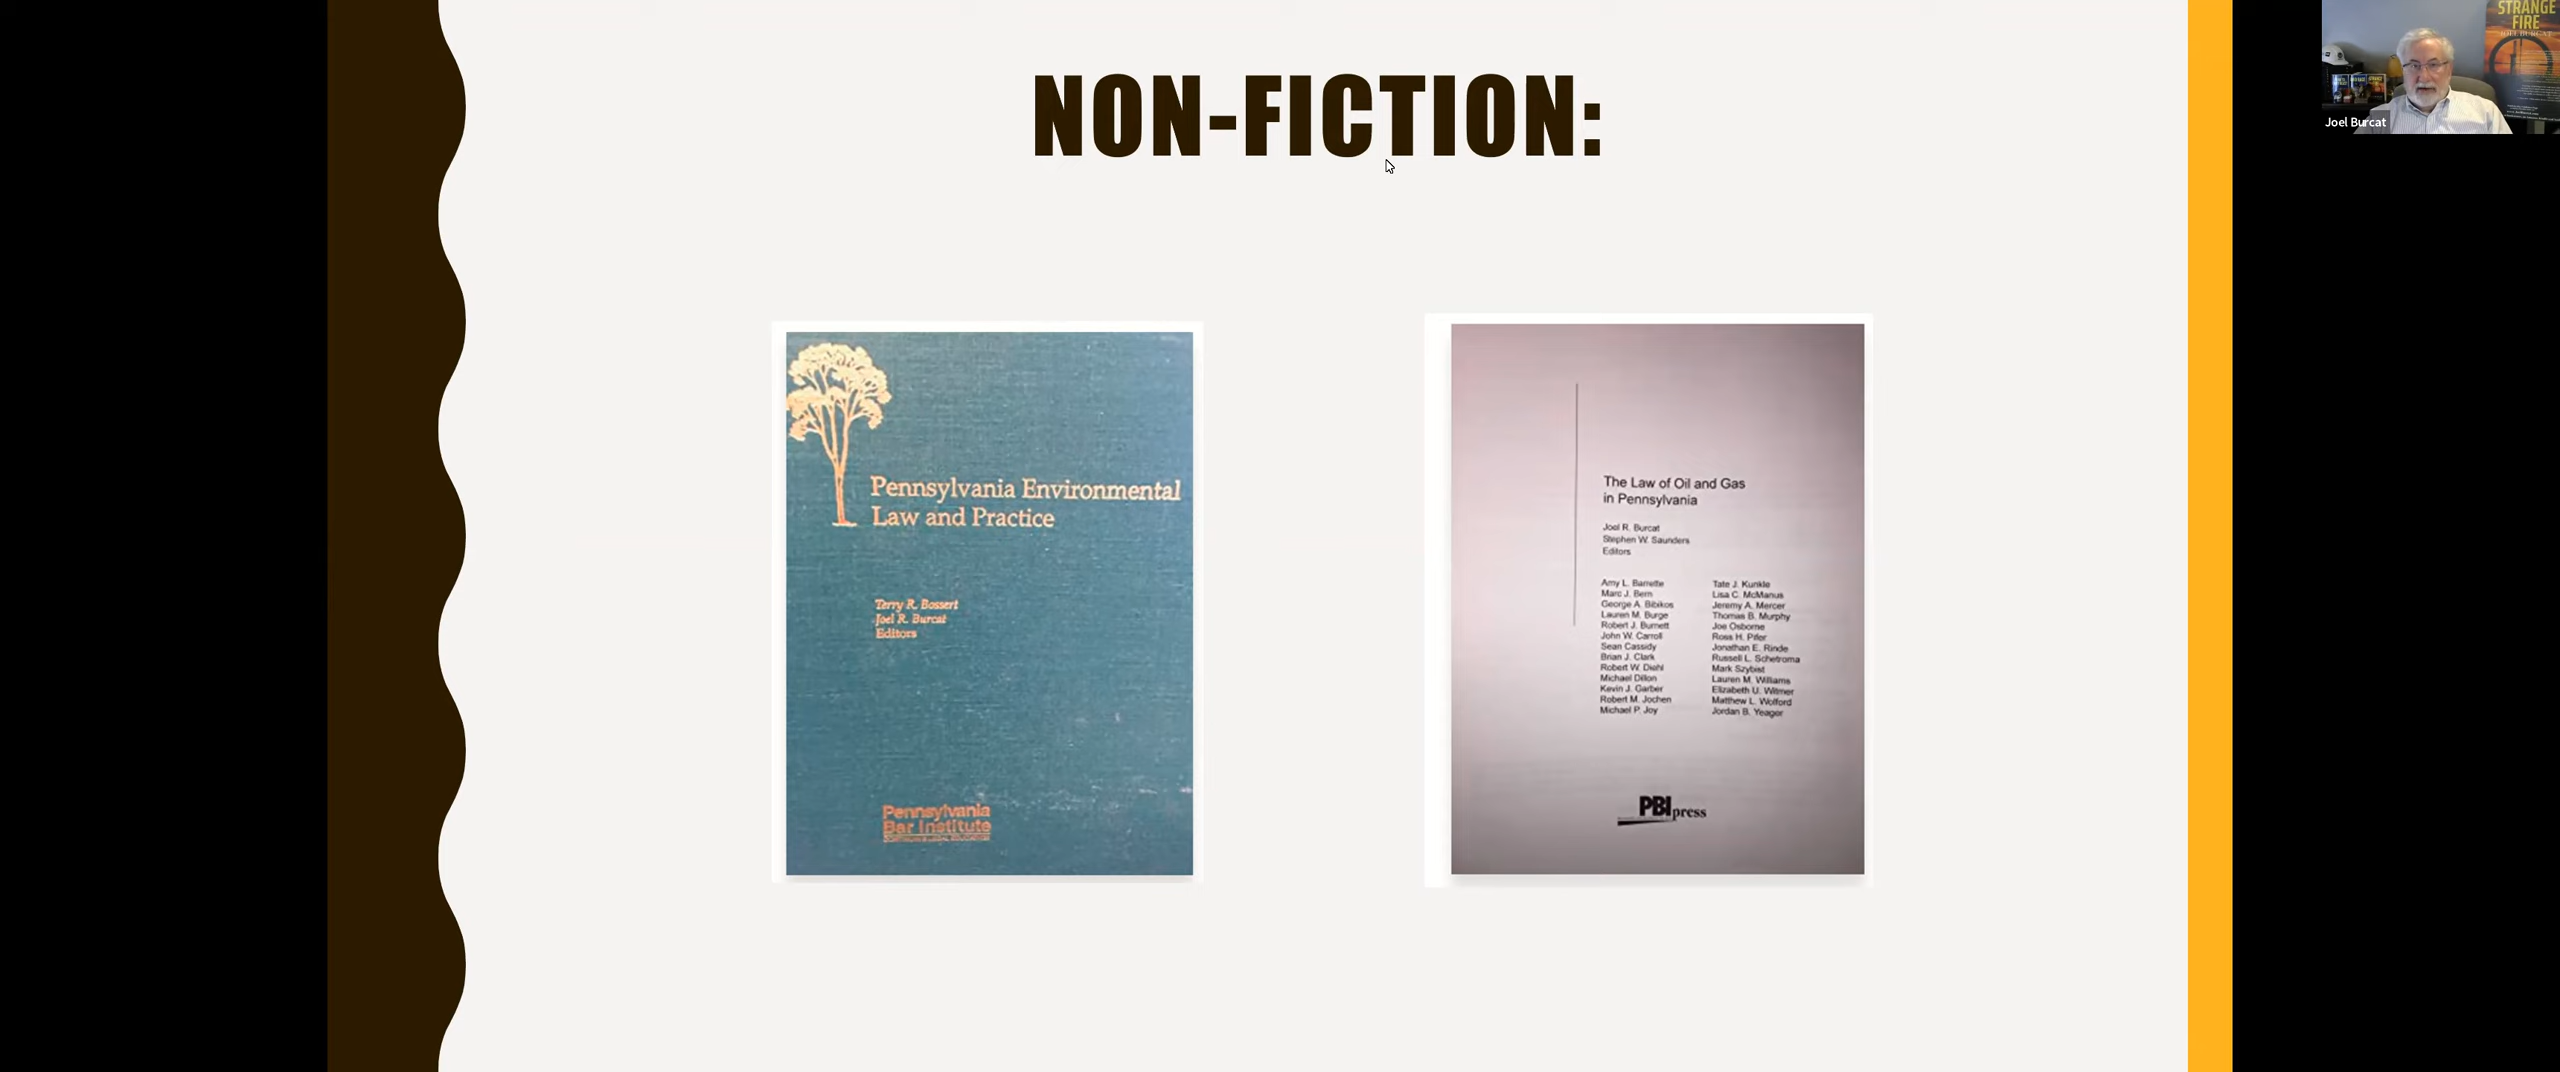 NON-FICTION:
Pennsylvania Environmental
Law and Practice
Terry R. Bossert
Joel R. Burcat
Editors
Pennsylvania
Bar Institute
The Law of Oil and Gas
in Pennsylvania
Joel R. Burcat
Stephen W. Saunders
Editors
Amy L. Barrette
Marc J. Bern
George A. Bibikos
Lauren M. Burge
Robert J. Burnett
John W. Carroll
Sean Cassidy
Brian J. Clark
Robert W. Diehl
Michael Dillon
Kevin J. Garber
Robert M. Jochen
Michael P. Joy
Tate J. Kunkle
Lisa C. McManus
Jeremy A. Mercer
Thomas B. Murphy
Joe Osborne
Ross H. Pifer
Jonathan E. Rinde
Russell L. Schetroma
Mark Szybist
Lauren M. Williams
Elizabeth U. Witmer
Matthew L. Wolford
Jordan B. Yeager
PBI press
STRANGE
FIRE
JOEL BURCAT
Joel Burcat